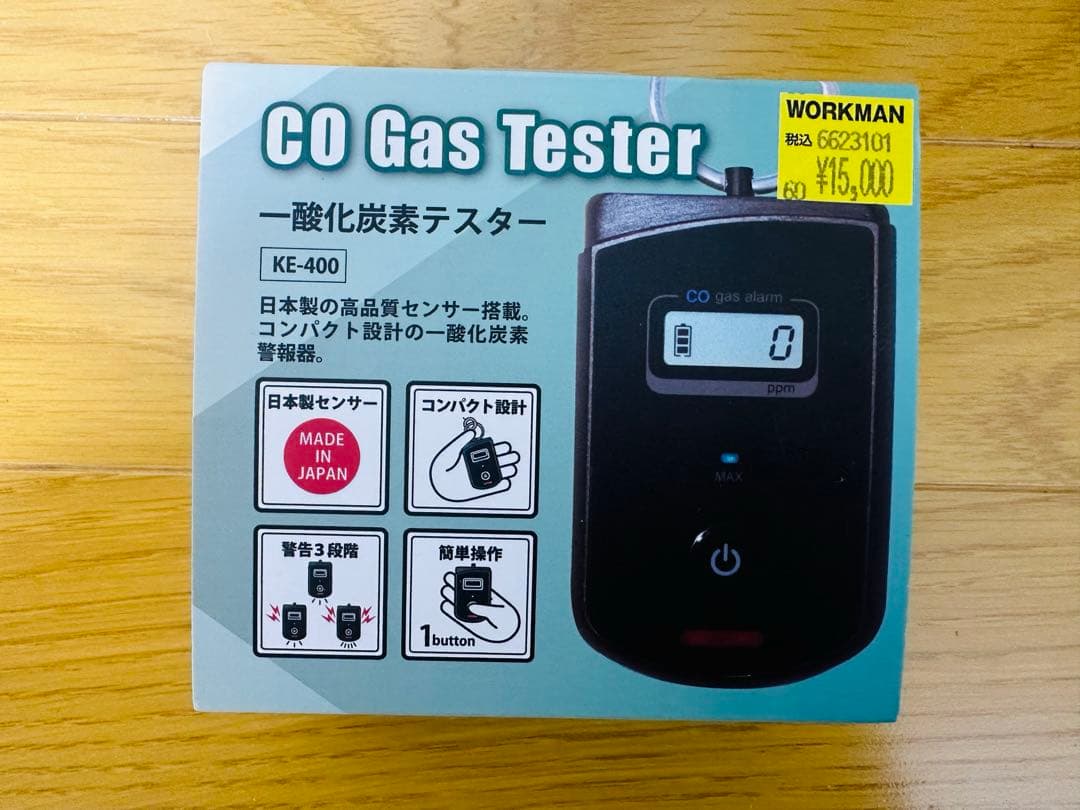 CO Gas Tester
WORKMAN
税込 6623101
60 ¥15,000
一酸化炭素テスター
KE-400
日本製の高品質センサー搭載。
コンパクト設計の一酸化炭素
警報器。
CO gas alarm
0
ppm
MAX
日本製センサー
MADE
IN
JAPAN
コンパクト設計
警告3段階
簡単操作
1button